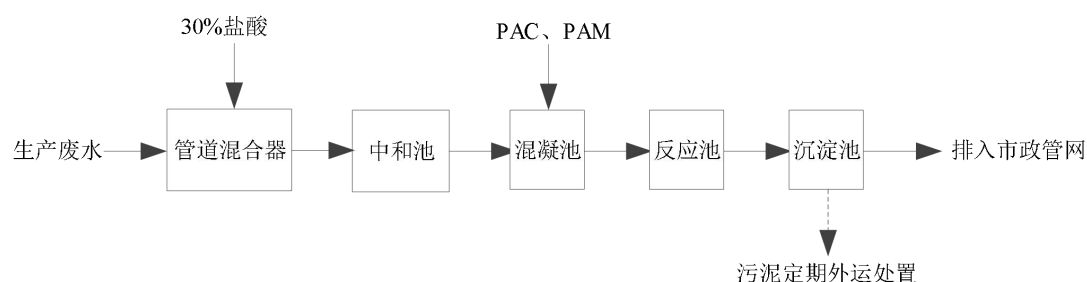 30%盐酸
PAC、PAM
生产废水
管道混合器
中和池
混凝池
反应池
沉淀池
排入市政管网
污泥定期外运处置